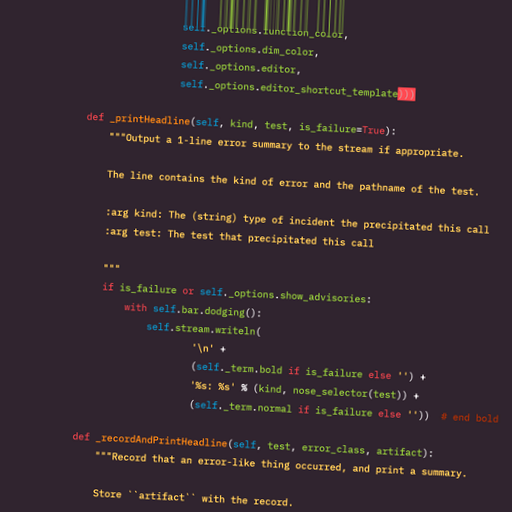 self._options.function_color,
self._options.dim_color,
self._options.editor,
self._options.editor_shortcut_template)))
def _printHeadline(self, kind, test, is_failure=True):
"""Output a 1-line error summary to the stream if appropriate.
The line contains the kind of error and the pathname of the test.
:arg kind: The (string) type of incident the precipitated this call
:arg test: The test that precipitated this call
"""
if is_failure or self._options.show_advisories:
with self.bar.dodging():
self.stream.writeln(
'\n' +
(self._term.bold if is_failure else '') +
'%s: %s' % (kind, nose_selector(test)) +
(self._term.normal if is_failure else ''))  # end bold
def _recordAndPrintHeadline(self, test, error_class, artifact):
"""Record that an error-like thing occurred, and print a summary.
Store ``artifact`` with the record.